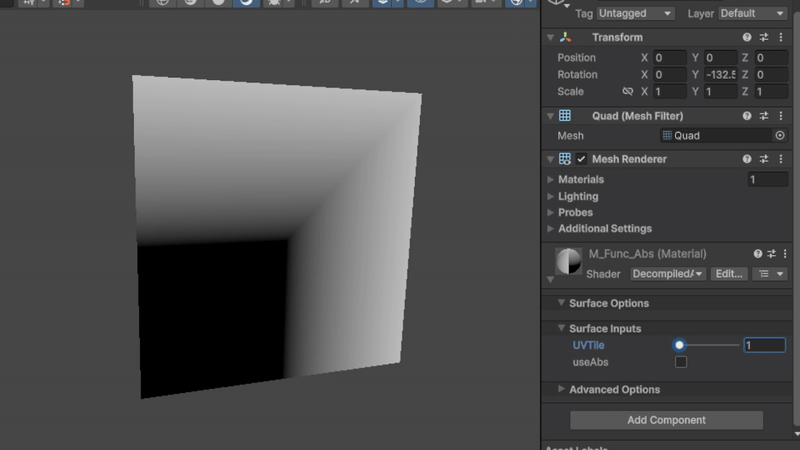 Tag Untagged Layer Default
Transform
Position X 0 Y 0 Z 0
Rotation X 0 Y -132.5 Z 0
Scale X 1 Y 1 Z 1
Quad (Mesh Filter)
Mesh Quad
Mesh Renderer
Materials 1
Lighting
Probes
Additional Settings
M_Func_Abs (Material)
Shader Decompiled/ Edit...
Surface Options
Surface Inputs
UVTile 1
useAbs
Advanced Options
Add Component
Asset Labels